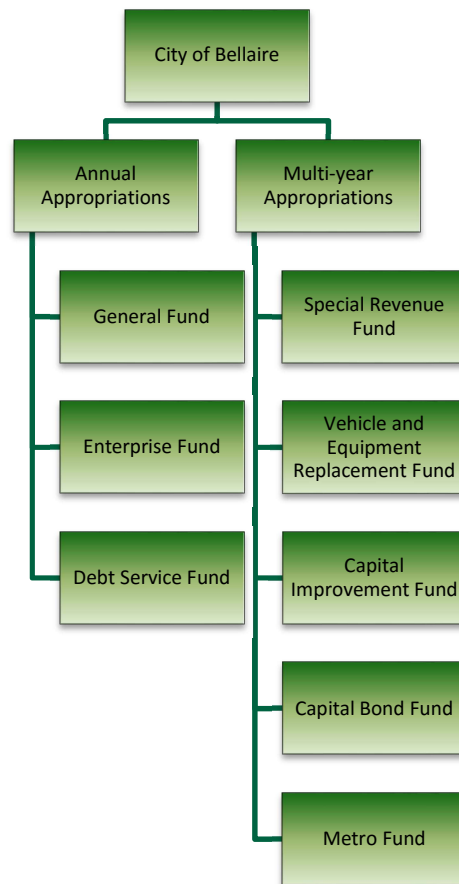 City of Bellaire
Annual
Appropriations
Multi-year
Appropriations
General Fund
Enterprise Fund
Debt Service Fund
Special Revenue
Fund
Vehicle and
Equipment
Replacement Fund
Capital
Improvement Fund
Capital Bond Fund
Metro Fund